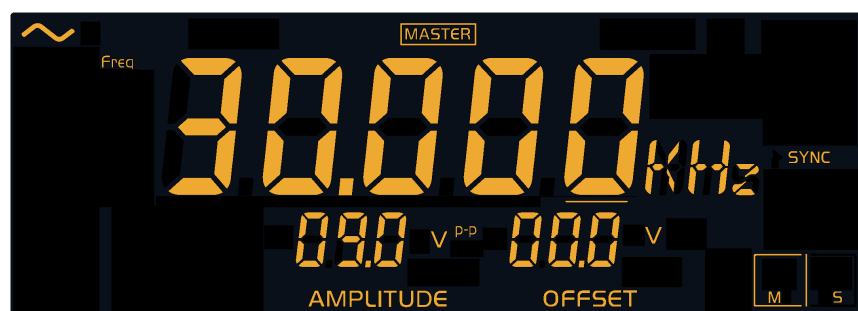 MASTER
Freq
30.000 KHz
SYNC
09.0 V p-p 00.0 V
AMPLITUDE OFFSET M S